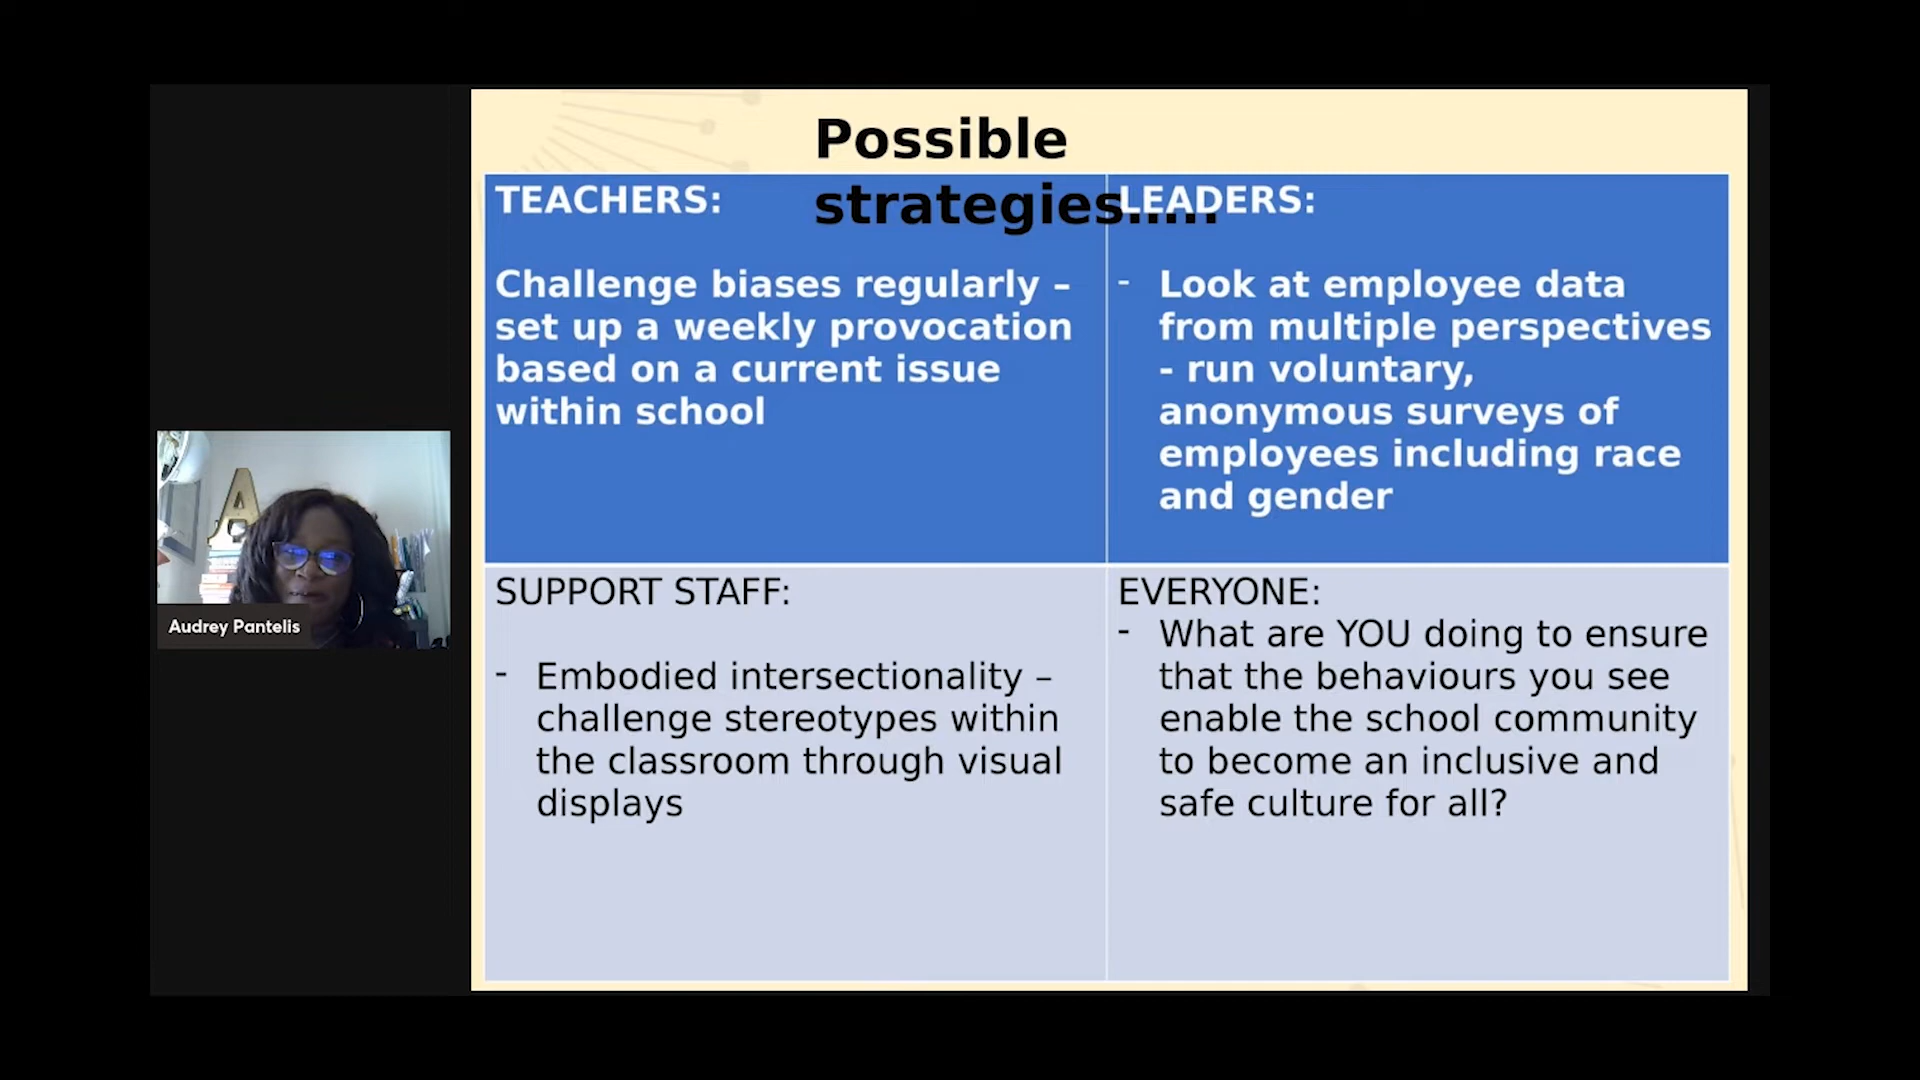 Possible
strategies.....
TEACHERS:
Challenge biases regularly –
set up a weekly provocation
based on a current issue
within school
LEADERS:
- Look at employee data
from multiple perspectives
- run voluntary,
anonymous surveys of
employees including race
and gender
SUPPORT STAFF:
- Embodied intersectionality –
challenge stereotypes within
the classroom through visual
displays
EVERYONE:
- What are YOU doing to ensure
that the behaviours you see
enable the school community
to become an inclusive and
safe culture for all?
A
Audrey Pantelis